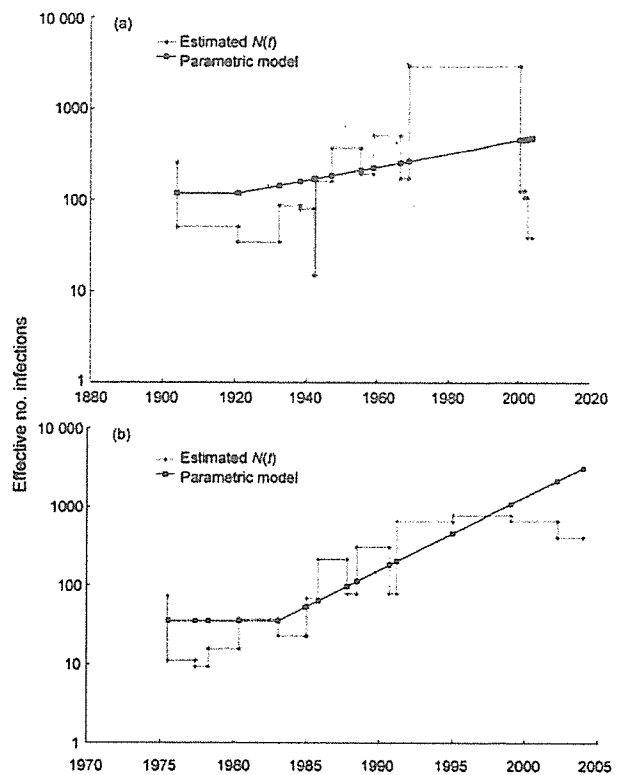 Effective no. infections
(a)
Estimated N(t)
Parametric model
10 000
1000
100
10
1
1880 1900 1920 1940 1960 1980 2000 2020
(b)
Estimated N(t)
Parametric model
10 000
1000
100
10
1
1970 1975 1980 1985 1990 1995 2000 2005